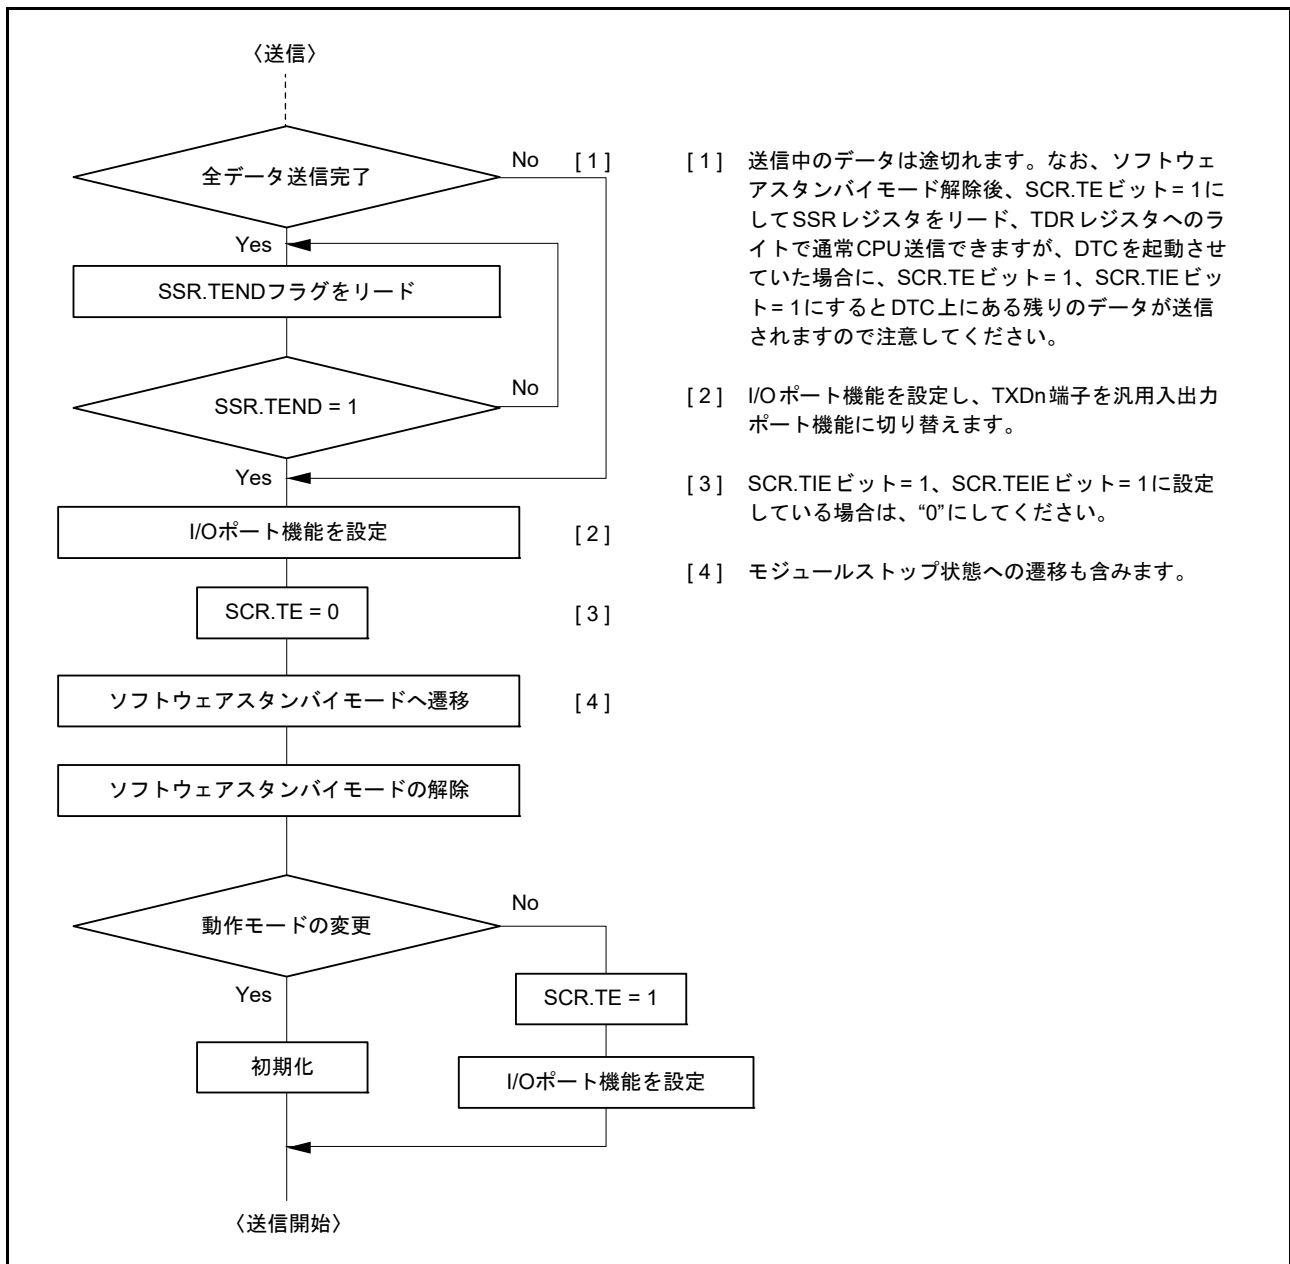 〈送信〉
全データ送信完了
No [ 1 ]
Yes
SSR.TENDフラグをリード
SSR.TEND = 1
No
Yes
I/Oポート機能を設定
[ 2 ]
SCR.TE = 0
[ 3 ]
ソフトウェアスタンバイモードへ遷移
[ 4 ]
ソフトウェアスタンバイモードの解除
動作モードの変更
No
Yes
SCR.TE = 1
初期化
I/Oポート機能を設定
〈送信開始〉
[ 1 ] 送信中のデータは途切れます。なお、ソフトウェ
アスタンバイモード解除後、SCR.TEビット= 1に
してSSRレジスタをリード、TDRレジスタへのラ
イトで通常CPU送信できますが、DTCを起動させ
ていた場合に、SCR.TEビット= 1、SCR.TIEビッ
ト= 1にするとDTC上にある残りのデータが送信
されますので注意してください。
[ 2 ] I/Oポート機能を設定し、TXDn端子を汎用入出力
ポート機能に切り替えます。
[ 3 ] SCR.TIEビット= 1、SCR.TEIEビット= 1に設定
している場合は、“0”にしてください。
[ 4 ] モジュールストップ状態への遷移も含みます。